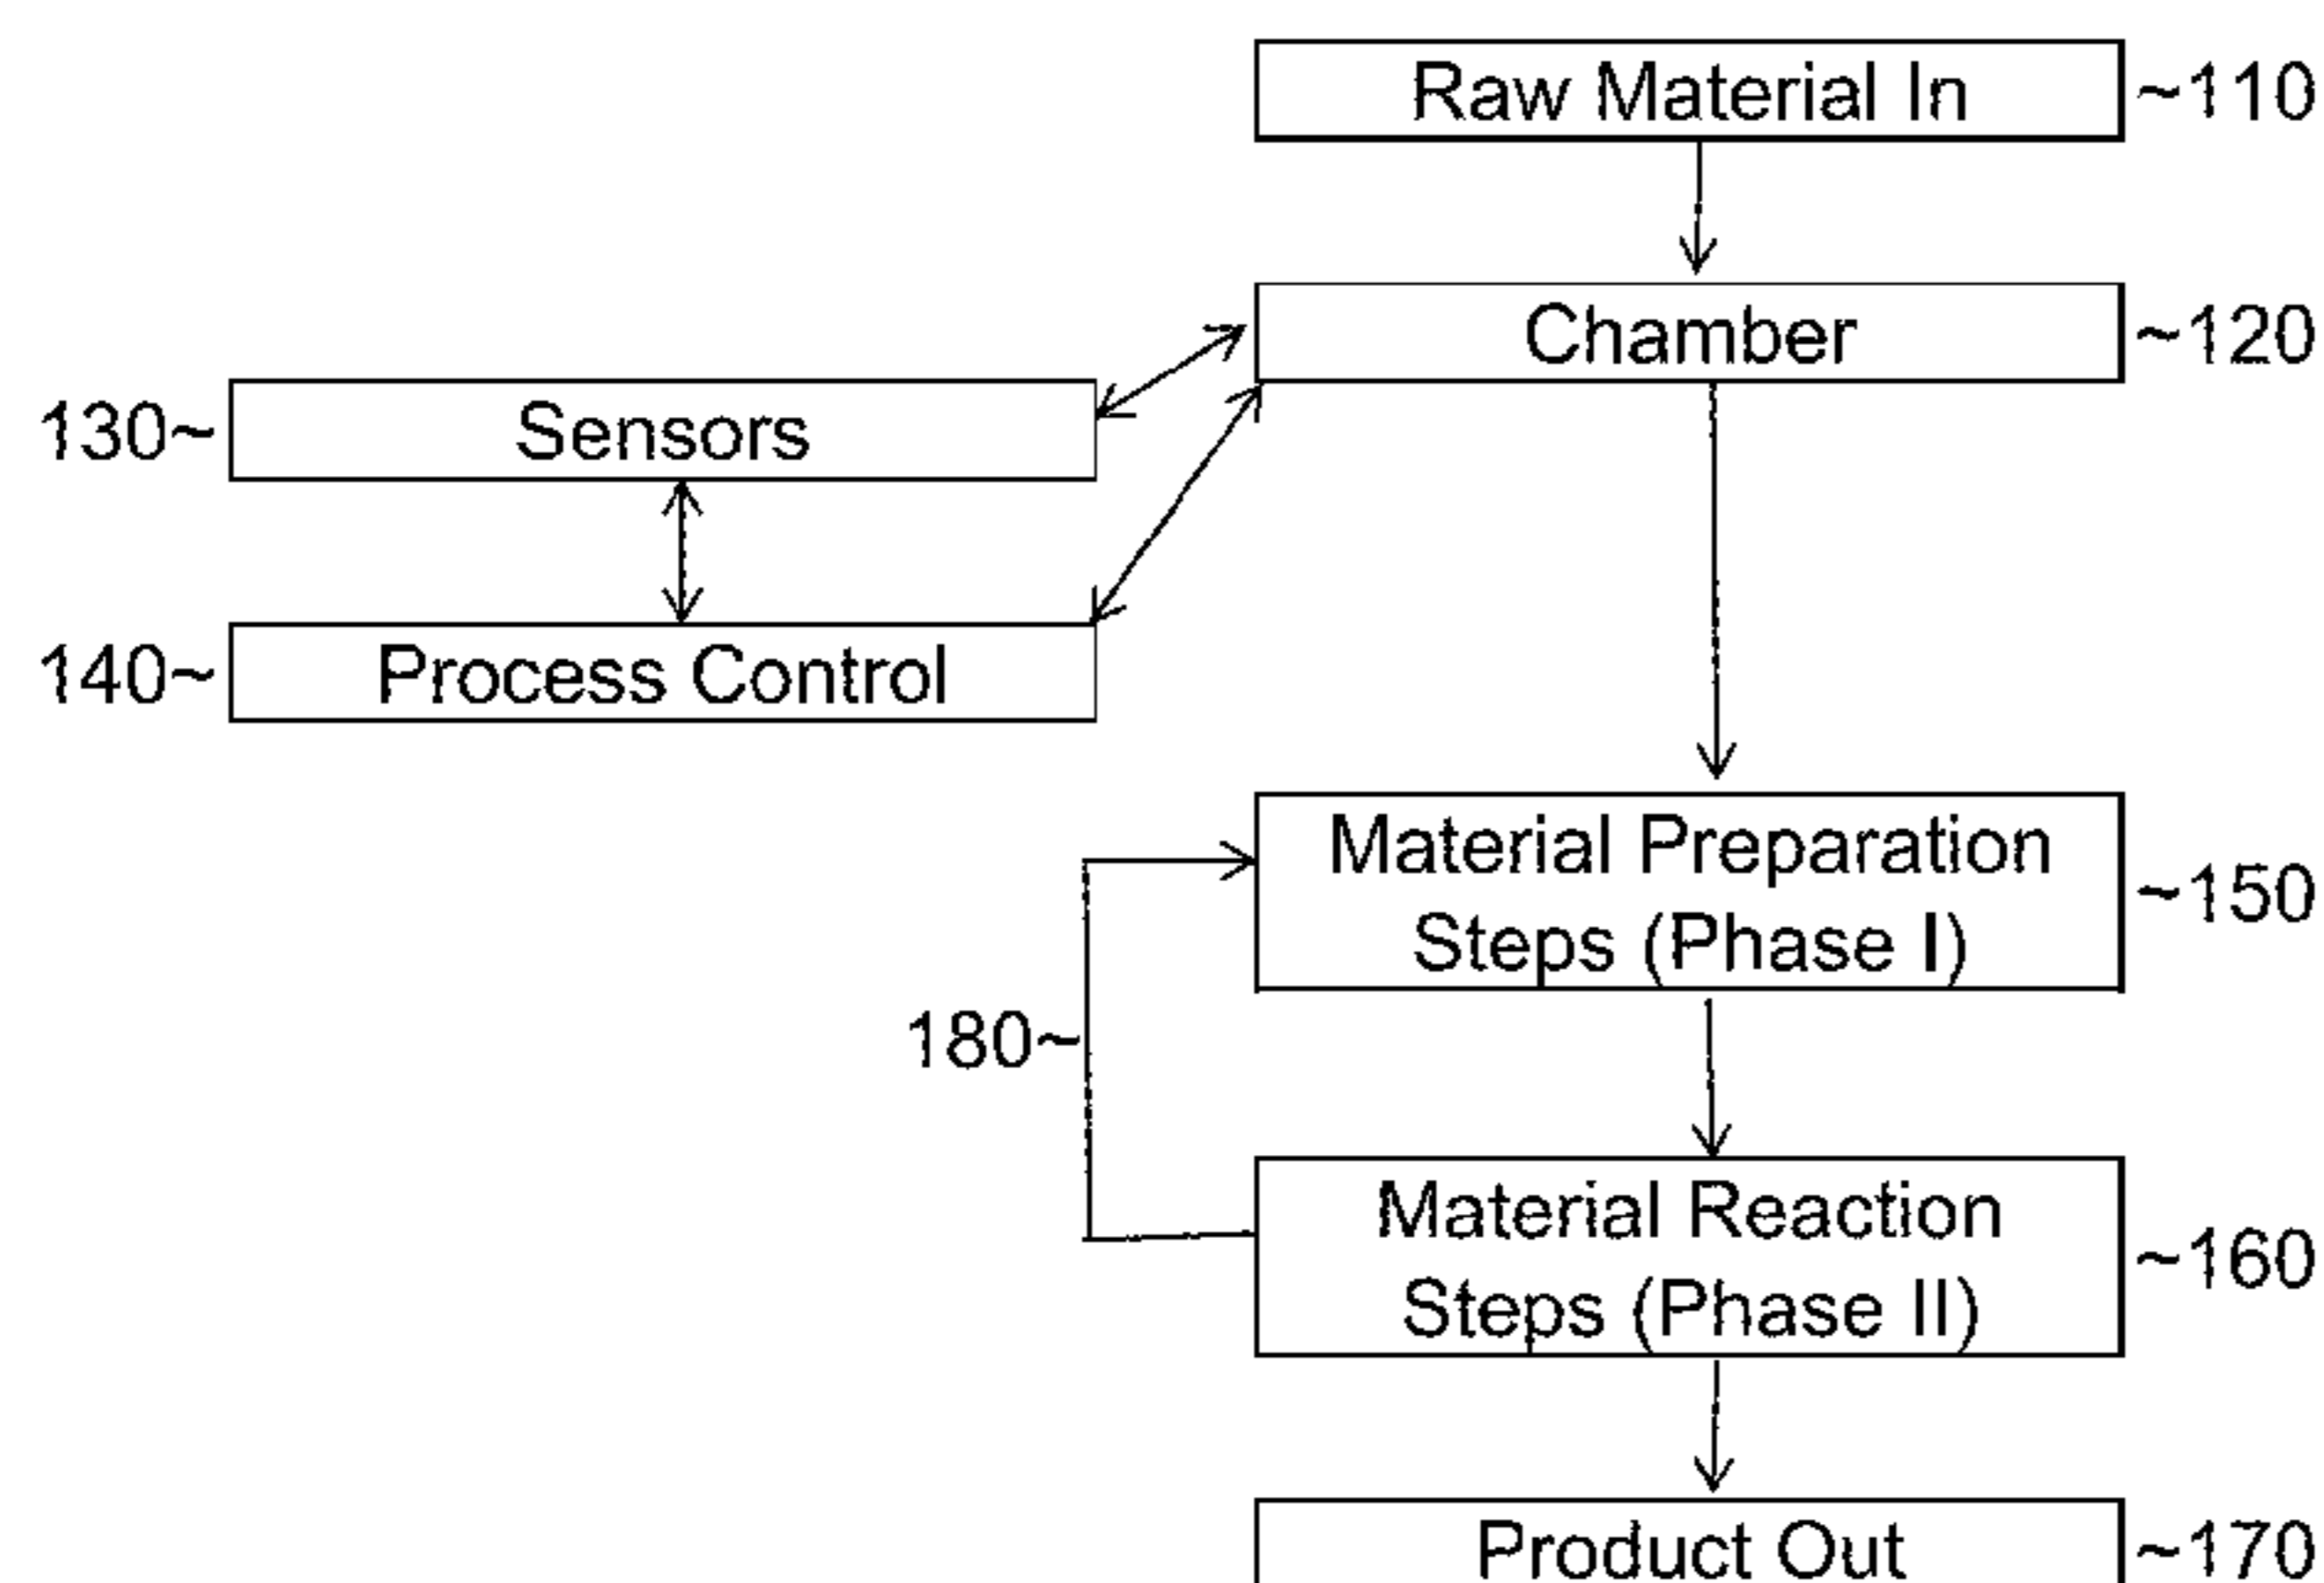 Raw Material In ~110
Chamber ~120
130~ Sensors
140~ Process Control
Material Preparation
Steps (Phase I) ~150
180~
Material Reaction
Steps (Phase II) ~160
Product Out ~170